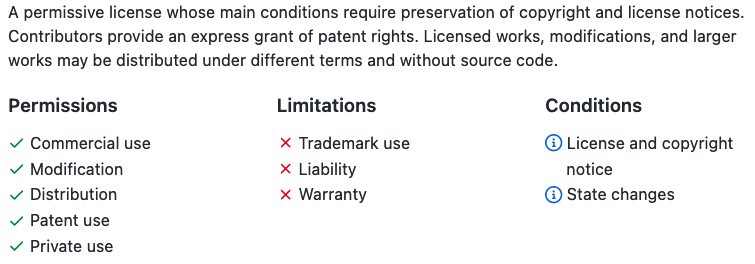 A permissive license whose main conditions require preservation of copyright and license notices.
Contributors provide an express grant of patent rights. Licensed works, modifications, and larger
works may be distributed under different terms and without source code.
Permissions
Commercial use
Modification
Distribution
Patent use
Private use
Limitations
Trademark use
Liability
Warranty
Conditions
License and copyright
notice
State changes